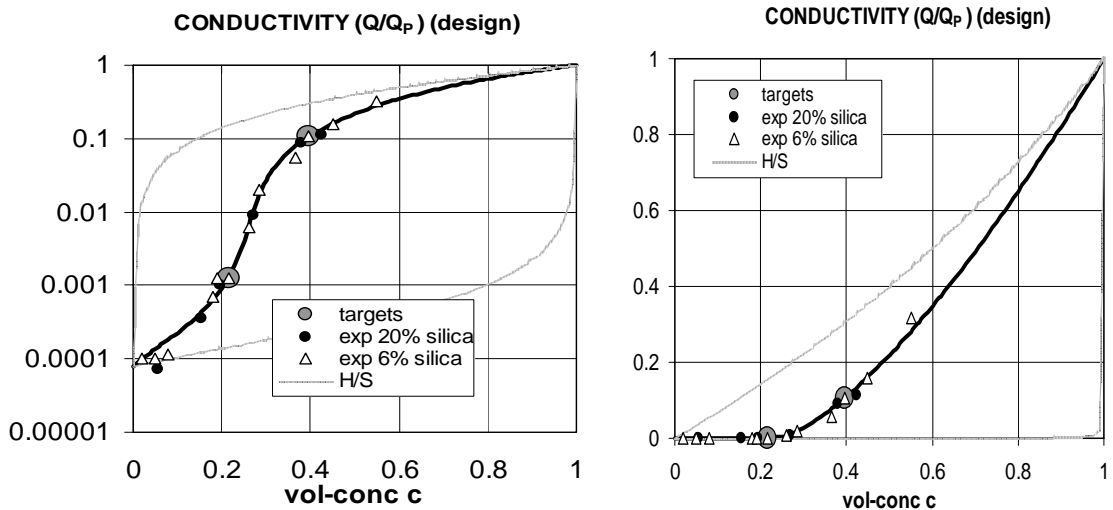 CONDUCTIVITY (Q/QP ) (design)
1
0.1
0.01
0.001
0.0001
0.00001
targets
exp 20% silica
exp 6% silica
H/S
0 0.2 0.4 0.6 0.8 1
vol-conc c
CONDUCTIVITY (Q/QP ) (design)
1
0.8
0.6
0.4
0.2
0
targets
exp 20% silica
exp 6% silica
H/S
0 0.2 0.4 0.6 0.8 1
vol-conc c